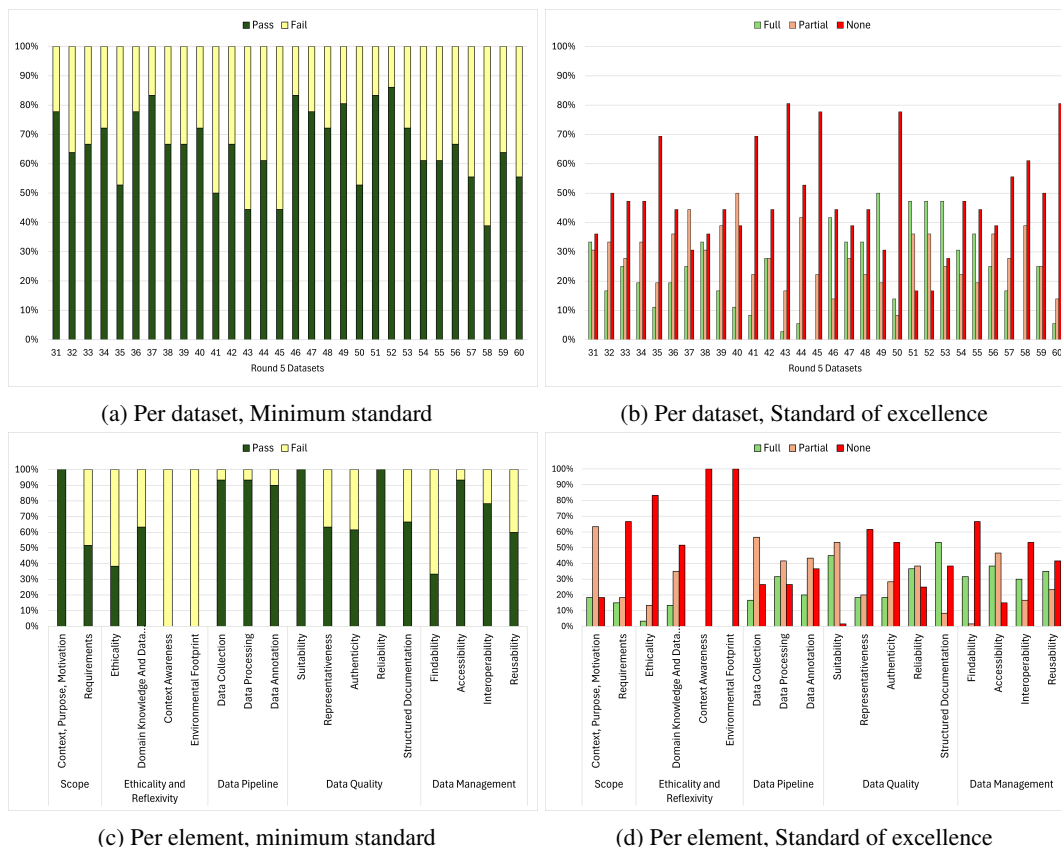 Pass Fail
100%
90%
80%
70%
60%
50%
40%
30%
20%
10%
0%
31 32 33 34 35 36 37 38 39 40 41 42 43 44 45 46 47 48 49 50 51 52 53 54 55 56 57 58 59 60
Round 5 Datasets
(a) Per dataset, Minimum standard
Full Partial None
100%
90%
80%
70%
60%
50%
40%
30%
20%
10%
0%
31 32 33 34 35 36 37 38 39 40 41 42 43 44 45 46 47 48 49 50 51 52 53 54 55 56 57 58 59 60
Round 5 Datasets
(b) Per dataset, Standard of excellence
Pass Fail
100%
90%
80%
70%
60%
50%
40%
30%
20%
10%
0%
Context, Purpose, Motivation
Requirements
Ethicality
Domain Knowledge And Data...
Context Awareness
Environmental Footprint
Data Collection
Data Processing
Data Annotation
Suitability
Representativeness
Authenticity
Reliability
Structured Documentation
Findability
Accessibility
Interoperability
Reusability
Scope
Ethicality and
Reflexivity
Data Pipeline
Data Quality
Data Management
(c) Per element, minimum standard
Full Partial None
100%
90%
80%
70%
60%
50%
40%
30%
20%
10%
0%
Context, Purpose, Motivation
Requirements
Ethicality
Domain Knowledge And Data...
Context Awareness
Environmental Footprint
Data Collection
Data Processing
Data Annotation
Suitability
Representativeness
Authenticity
Reliability
Structured Documentation
Findability
Accessibility
Interoperability
Reusability
Scope
Ethicality and
Reflexivity
Data Pipeline
Data Quality
Data Management
(d) Per element, Standard of excellence